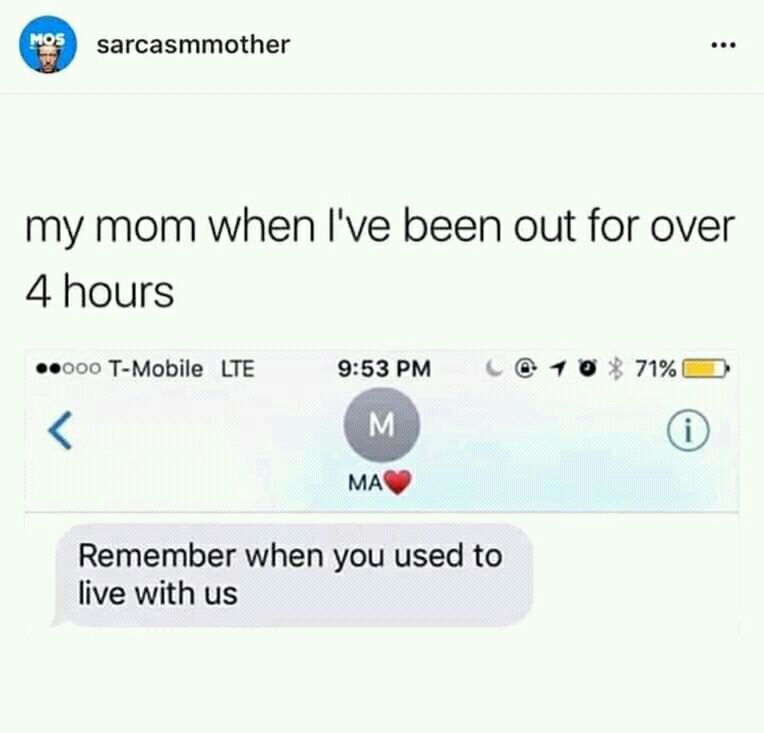 MOS
sarcasmmother
my mom when I've been out for over
4 hours
T-Mobile LTE 9:53 PM 71%
M
MA❤️
Remember when you used to
live with us